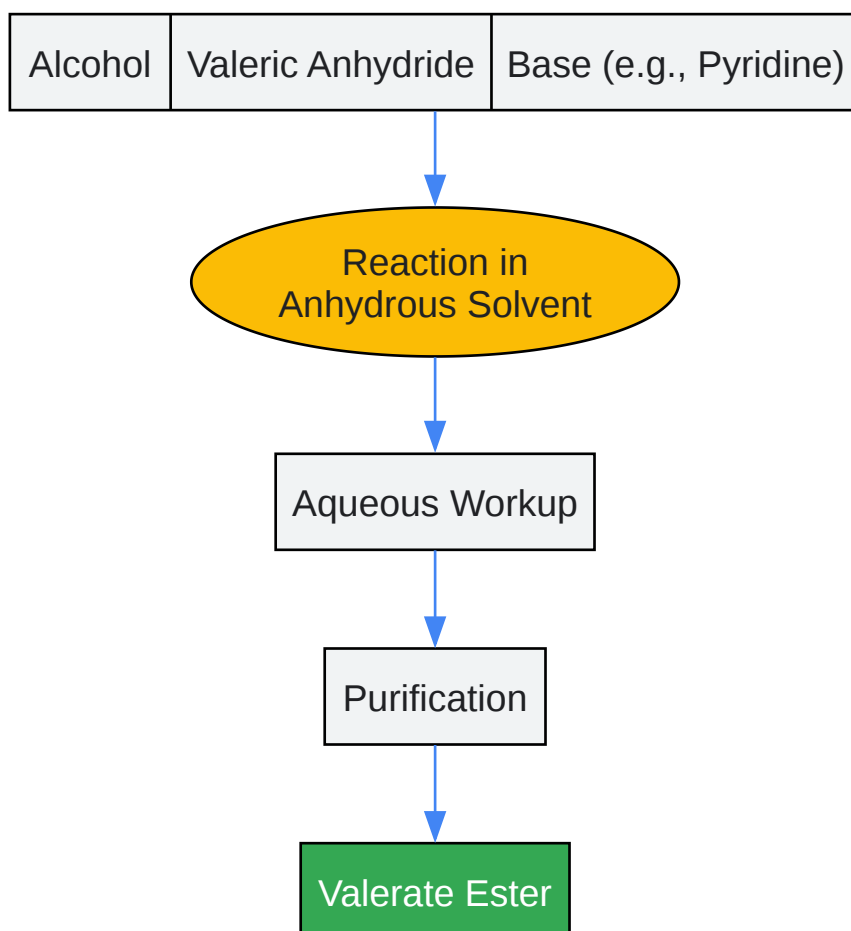 Alcohol Valeric Anhydride Base (e.g., Pyridine)
Reaction in
Anhydrous Solvent
Aqueous Workup
Purification
Valerate Ester